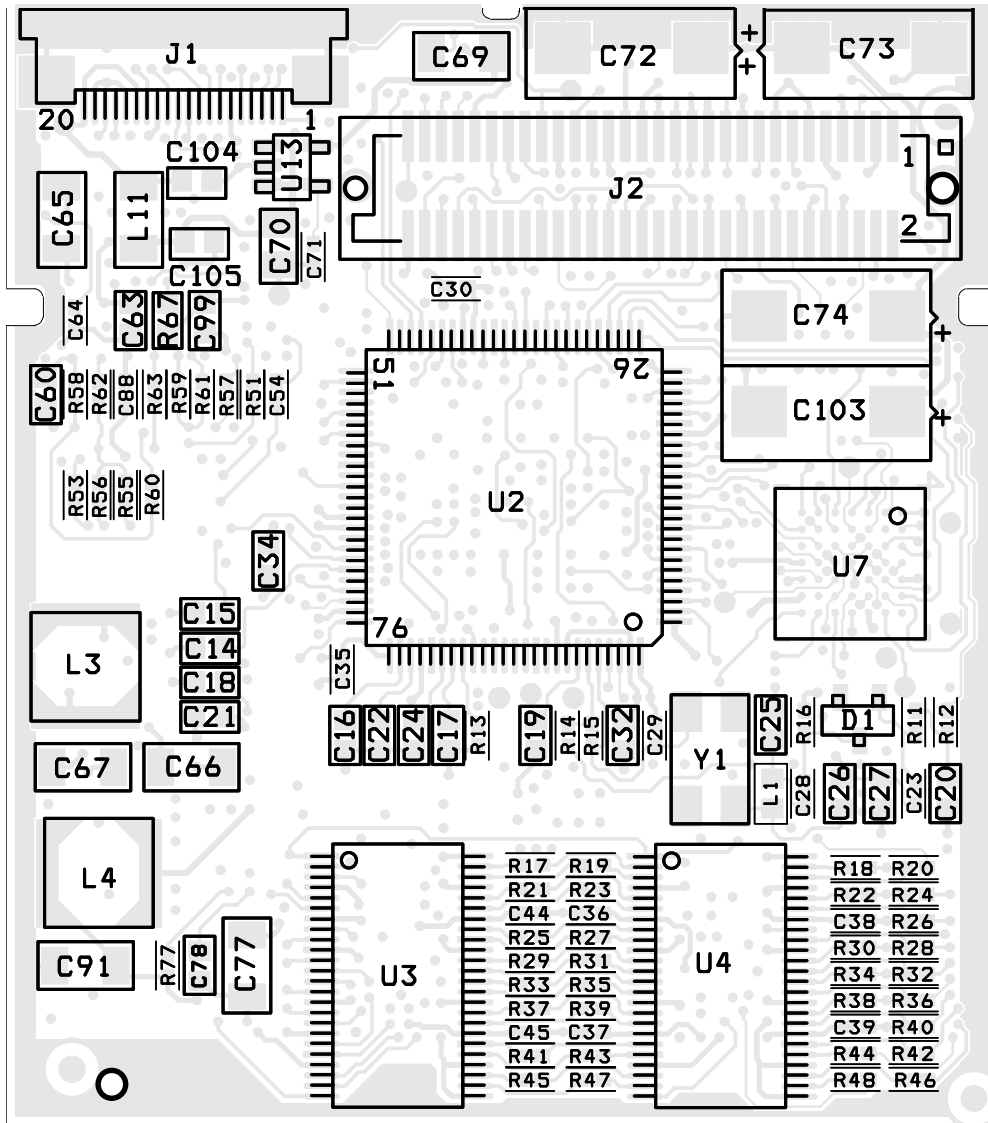 J1
C69
C72
+
+
C73
20
1
C104
U13
C65
L11
C70
C71
C105
J2
1
2
C30
C64
C63
R67
C99
C74
+
C60
R58
R62
C88
R63
R59
R61
R57
R51
C54
51
26
C103
+
R53
R56
R55
R60
U2
C34
U7
C15
C14
C18
C21
L3
76
C35
C16
C22
C24
C17
R13
C19
R14
R15
C32
C29
Y1
C25
R16
D1
R11
R12
C67
C66
L1
C28
C26
C27
C23
C20
L4
C91
R77
C78
C77
U3
R17 R19
R21 R23
C44 C36
R25 R27
R29 R31
R33 R35
R37 R39
C45 C37
R41 R43
R45 R47
U4
R18 R20
R22 R24
C38 R26
R30 R28
R34 R32
R38 R36
C39 R40
R44 R42
R48 R46